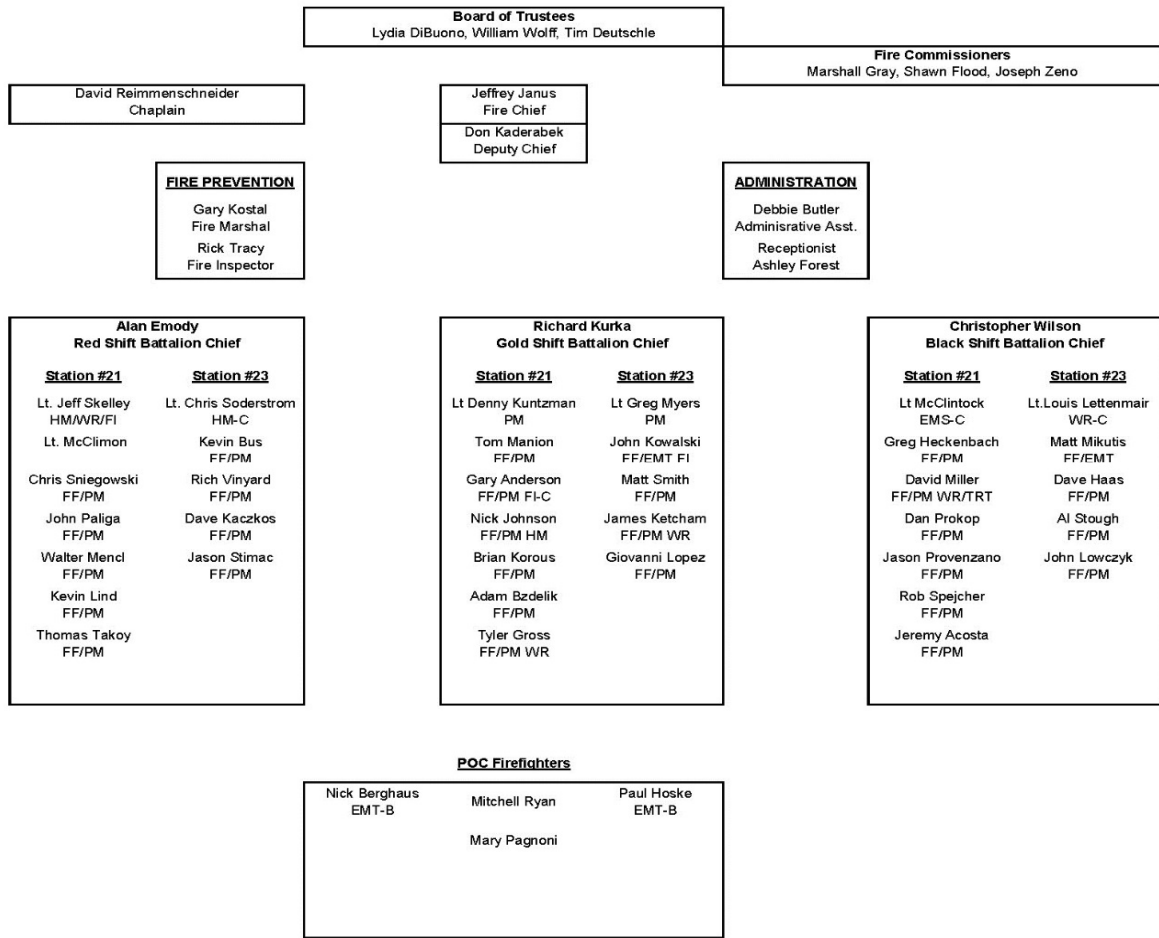 Board of Trustees
Lydia DiBuono, William Wolff, Tim Deutschle
Fire Commissioners
Marshall Gray, Shawn Flood, Joseph Zeno
David Reimmenschneider
Chaplain
Jeffrey Janus
Fire Chief
Don Kaderabek
Deputy Chief
FIRE PREVENTION
Gary Kostal
Fire Marshal
Rick Tracy
Fire Inspector
ADMINISTRATION
Debbie Butler
Adminisrative Asst.
Receptionist
Ashley Forest
Alan Emody
Red Shift Battalion Chief
Station #21
Lt. Jeff Skelley
HM/WR/FI
Lt. McClimon
Chris Sniegowski
FF/PM
John Paliga
FF/PM
Walter Mencl
FF/PM
Kevin Lind
FF/PM
Thomas Takoy
FF/PM
Station #23
Lt. Chris Soderstrom
HM-C
Kevin Bus
FF/PM
Rich Vinyard
FF/PM
Dave Kaczkos
FF/PM
Jason Stimac
FF/PM
Richard Kurka
Gold Shift Battalion Chief
Station #21
Lt Denny Kuntzman
PM
Tom Manion
FF/PM
Gary Anderson
FF/PM FI-C
Nick Johnson
FF/PM HM
Brian Korous
FF/PM
Adam Bzdelik
FF/PM
Tyler Gross
FF/PM WR
Station #23
Lt Greg Myers
PM
John Kowalski
FF/EMT FI
Matt Smith
FF/PM
James Ketcham
FF/PM WR
Giovanni Lopez
FF/PM
Christopher Wilson
Black Shift Battalion Chief
Station #21
Lt McClintock
EMS-C
Greg Heckenbach
FF/PM
David Miller
FF/PM WR/TRT
Dan Prokop
FF/PM
Jason Provenzano
FF/PM
Rob Spejcher
FF/PM
Jeremy Acosta
FF/PM
Station #23
Lt.Louis Lettenmair
WR-C
Matt Mikutis
FF/EMT
Dave Haas
FF/PM
Al Stough
FF/PM
John Lowczyk
FF/PM
POC Firefighters
Nick Berghaus
EMT-B
Mitchell Ryan
Mary Pagnoni
Paul Hoske
EMT-B